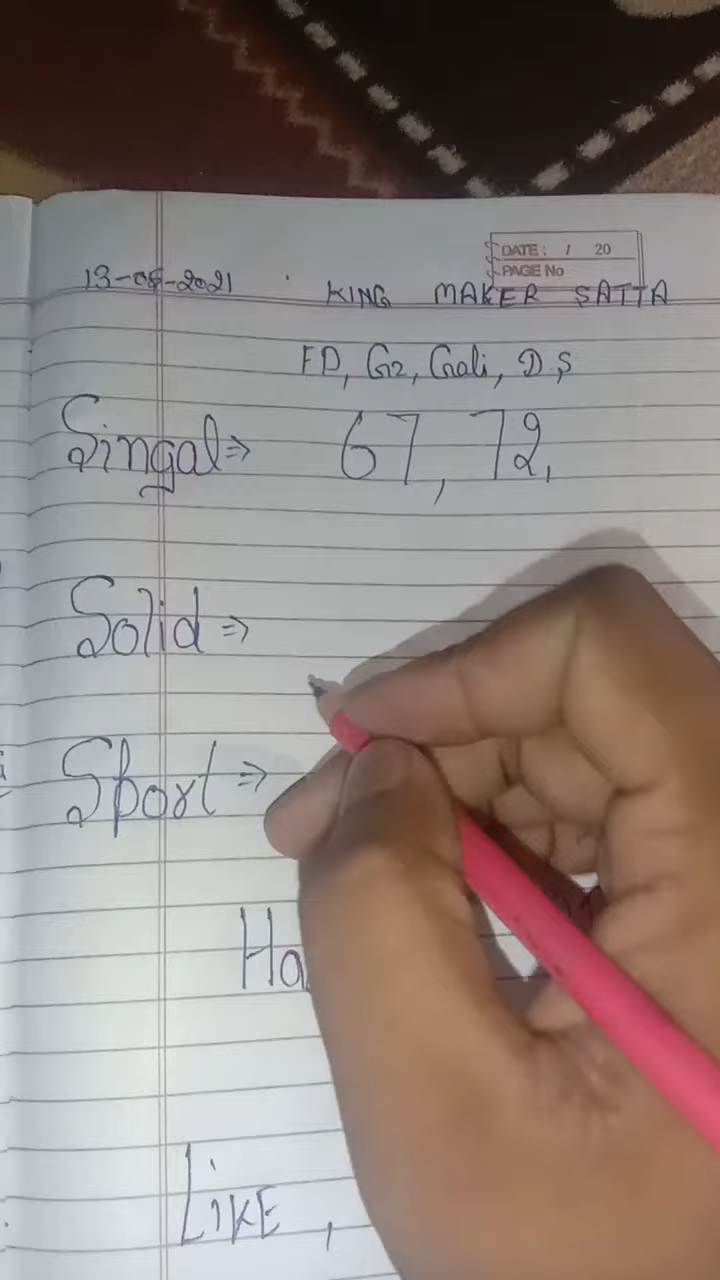 DATE: / 20
PAGE No
13-08-2021 KING MAKER SATTA
FD, GZ, Gali, D.S
Singal⇒ 67, 72,
Solid⇒
Sport⇒
LIKE,